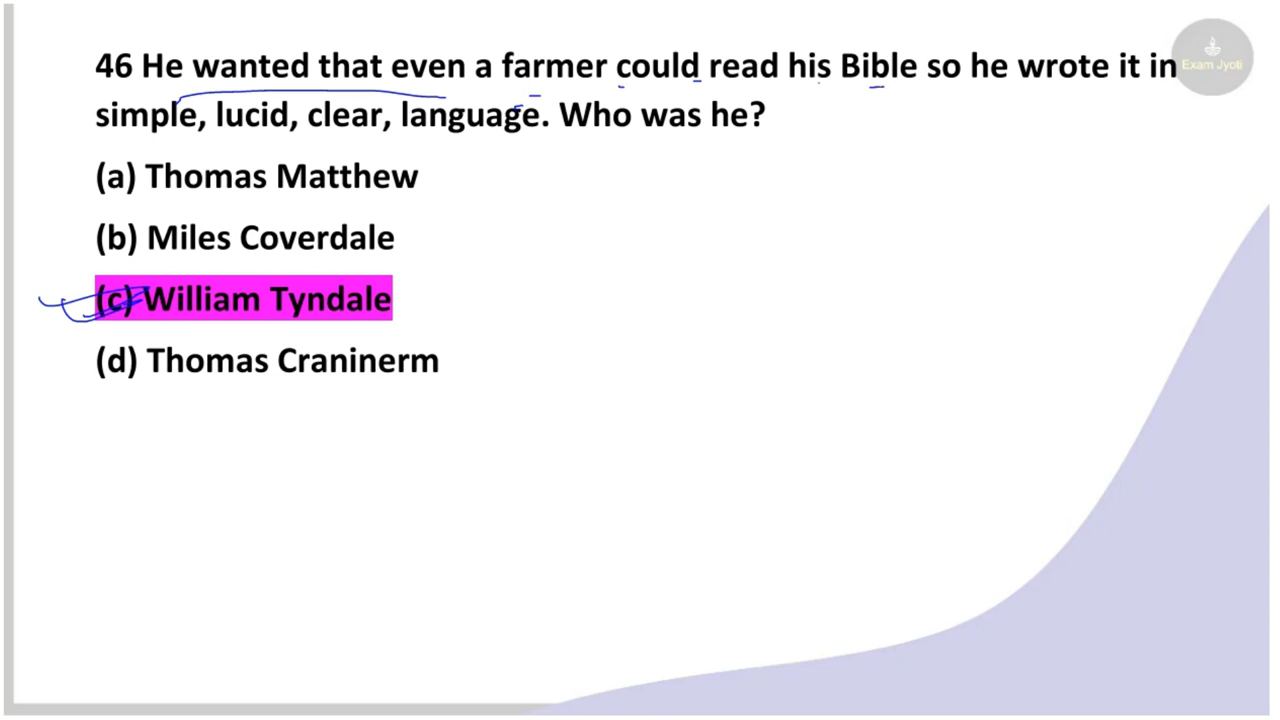 46 He wanted that even a farmer could read his Bible so he wrote it in
simple, lucid, clear, language. Who was he?
(a) Thomas Matthew
(b) Miles Coverdale
(c) William Tyndale
(d) Thomas Craninerm
Exam Jyoti